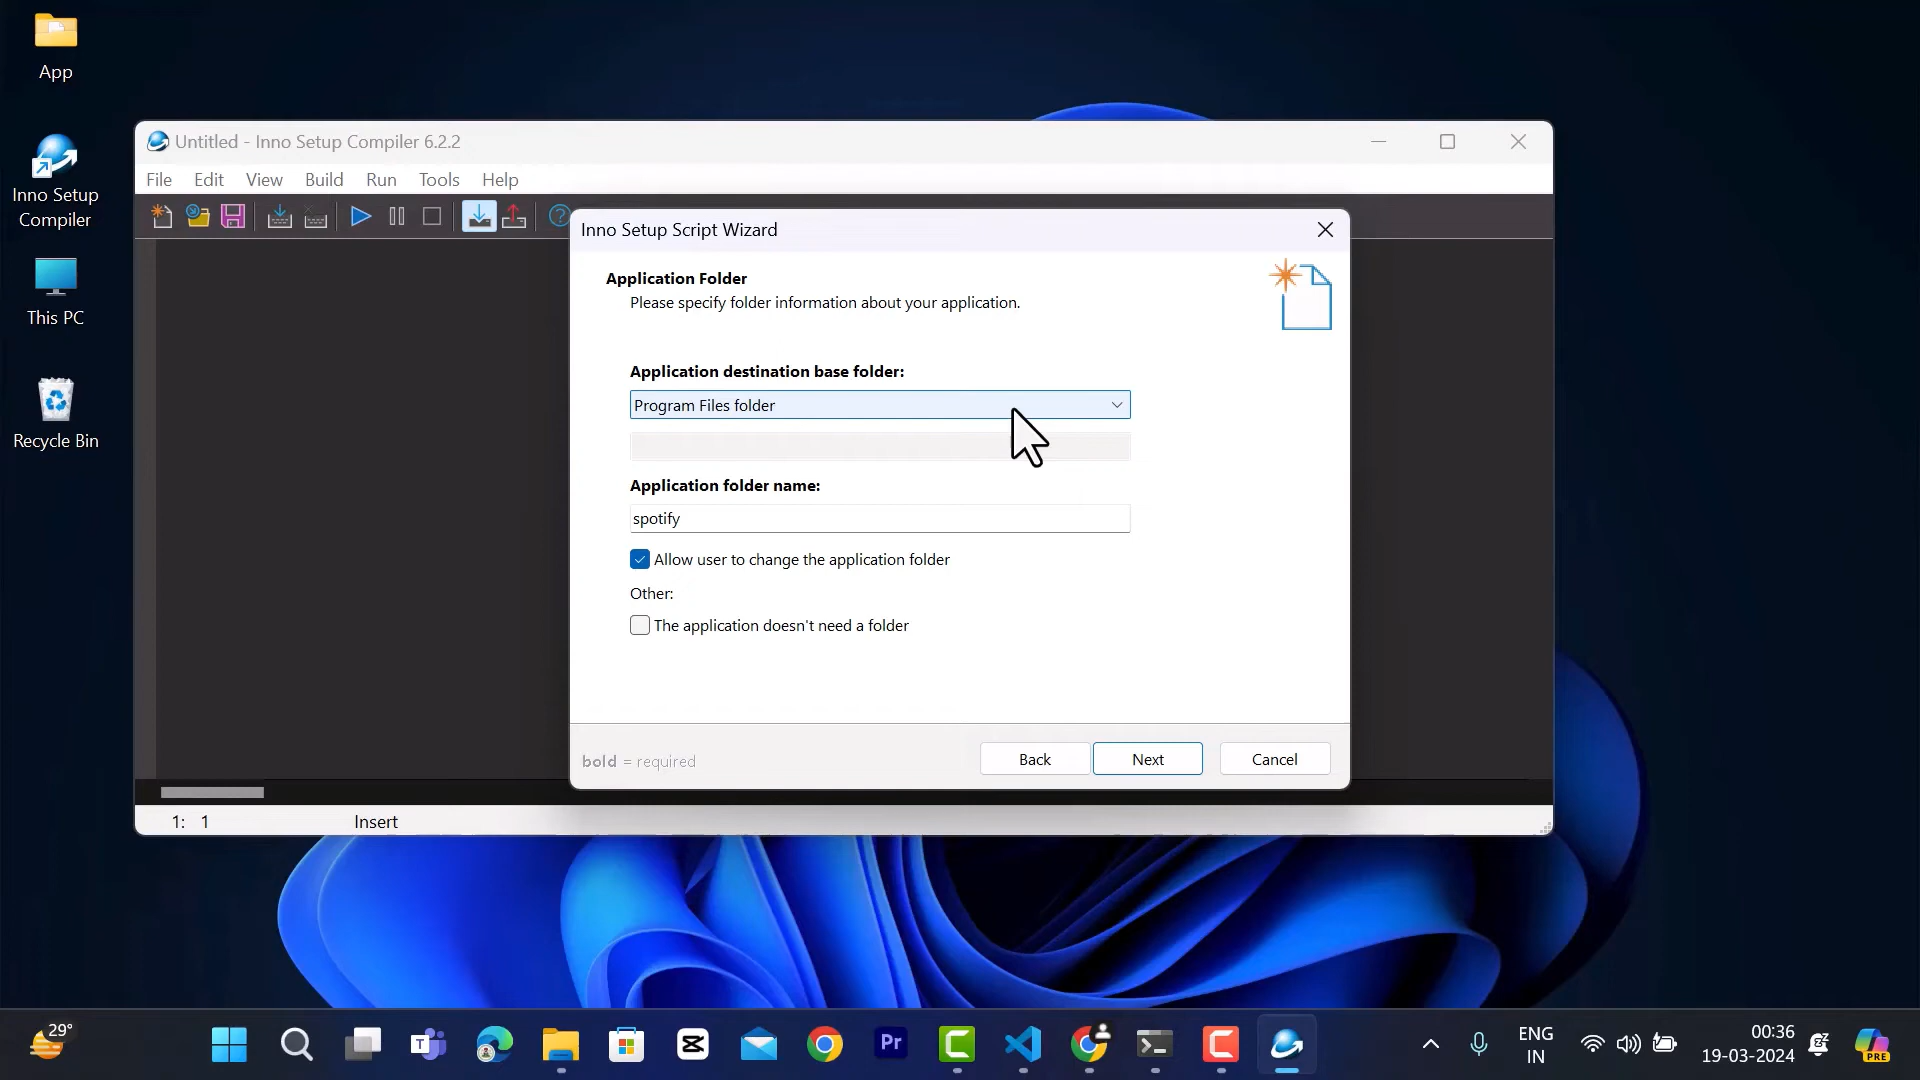 App
Inno Setup
Compiler
This PC
Recycle Bin
Untitled - Inno Setup Compiler 6.2.2
File Edit View Build Run Tools Help
Inno Setup Script Wizard
Application Folder
Please specify folder information about your application.
Application destination base folder:
Program Files folder
Application folder name:
spotify
Allow user to change the application folder
Other:
The application doesn't need a folder
bold = required
Back Next Cancel
1: 1 Insert
29°
Pr
ENG
IN
00:36
19-03-2024
PRE